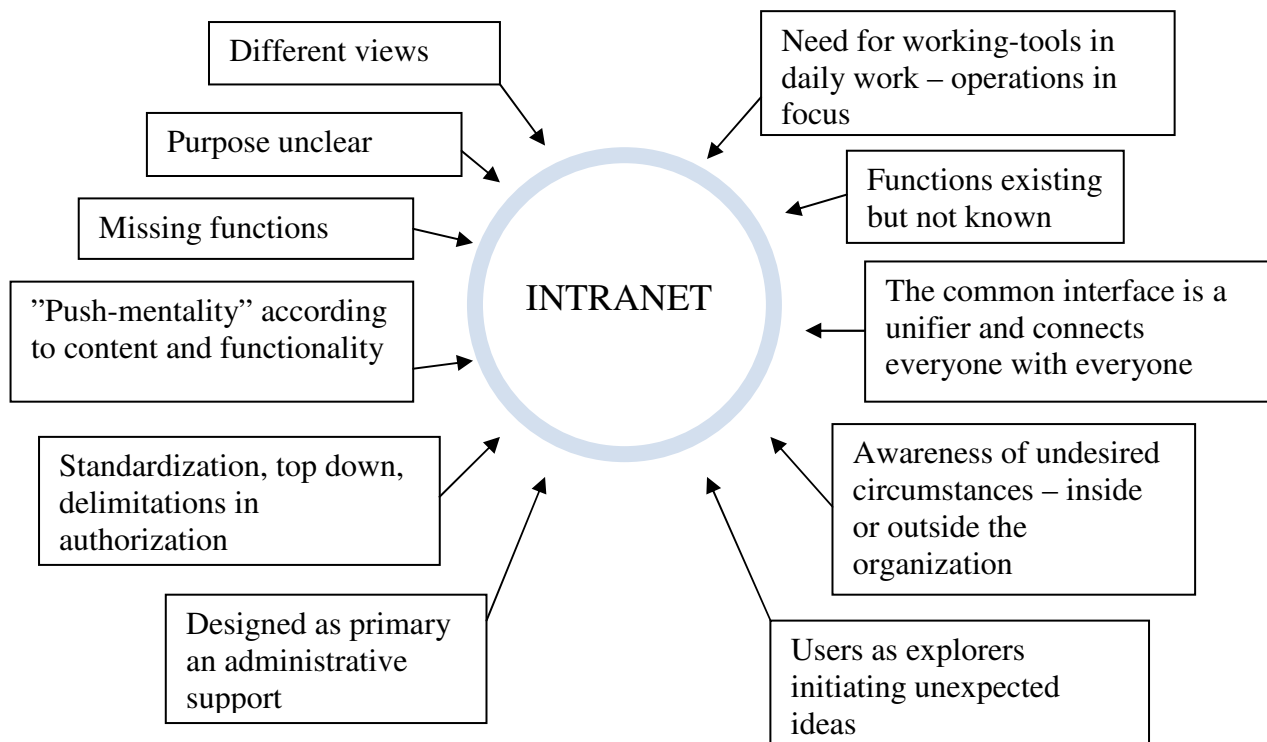 Different views
Purpose unclear
Missing functions
”Push-mentality” according
to content and functionality
Standardization, top down,
delimitations in
authorization
Designed as primary
an administrative
support
INTRANET
Need for working-tools in
daily work – operations in
focus
Functions existing
but not known
The common interface is a
unifier and connects
everyone with everyone
Awareness of undesired
circumstances – inside
or outside the
organization
Users as explorers
initiating unexpected
ideas